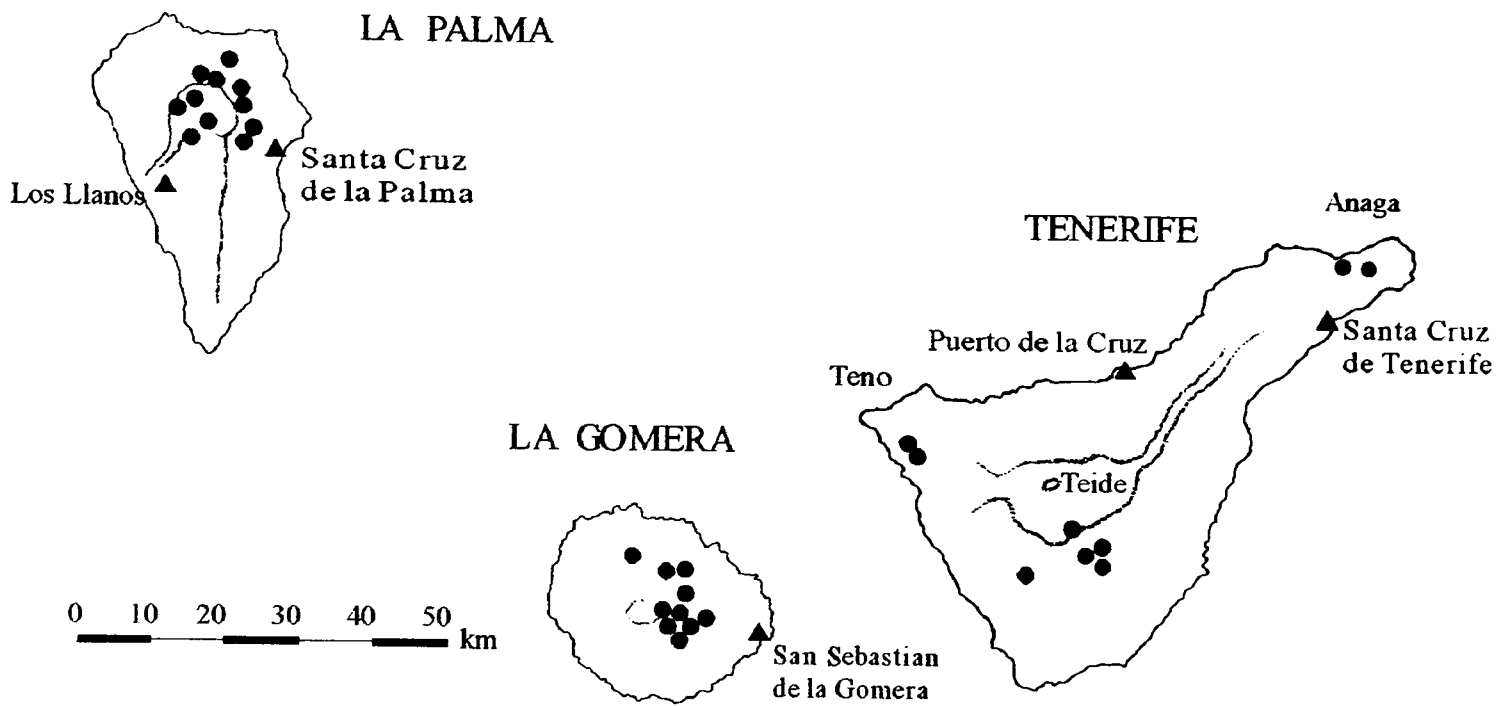 LA PALMA
Santa Cruz
de la Palma
Los Llanos
Anaga
TENERIFE
Santa Cruz
de Tenerife
Puerto de la Cruz
Teno
LA GOMERA
Teide
0 10 20 30 50
km
San Sebastian
de la Gomera